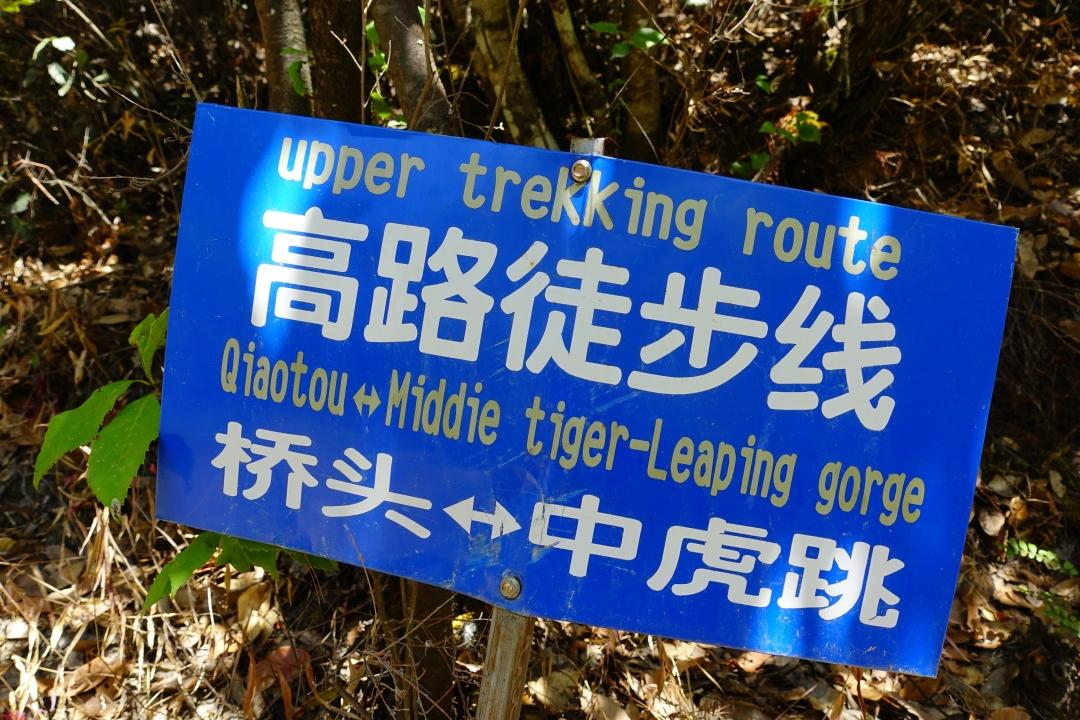 upper trekking route
高路徒步线
Qiaotou↔Middie tiger-Leaping gorge
桥头↔中虎跳